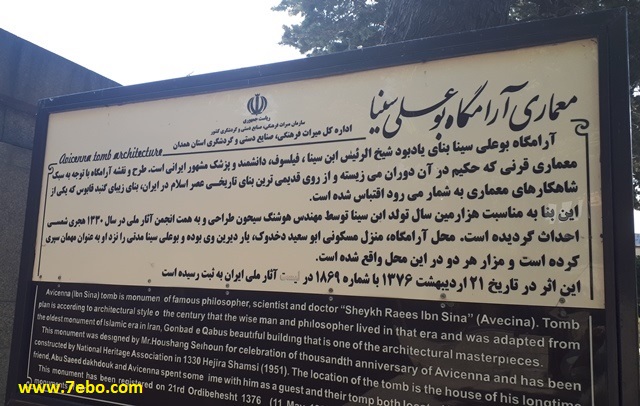 ریاست جمهوری
سازمان میراث فرهنگی، صنایع دستی و گردشگری کشور
اداره کل میراث فرهنگی، صنایع دستی و گردشگری استان همدان
معماری آرامگاه بوعلی سینا
Avicenna tomb architecture
آرامگاه بوعلی سینا بنای یادبود شیخ الرئیس ابن سینا، فیلسوف، دانشمند و پزشک مشهور ایرانی است. طرح و نقشه آرامگاه با توجه به سبک
معماری قرنی که حکیم در آن دوران می زیسته و از روی قدیمی ترین بنای تاریخی عصر اسلام در ایران، بنای زیبای گنبد قابوس که یکی از
شاهکارهای معماری به شمار می رود اقتباس شده است.
این بنا به مناسبت هزارمین سال تولد ابن سینا توسط مهندس هوشنگ سیحون طراحی و به همت انجمن آثار ملی در سال ۱۳۳۰ هجری شمسی
احداث گردیده است. محل آرامگاه، منزل مسکونی ابو سعید دخدوک، یار دیرین وی بوده و بوعلی سینا مدتی را نزد او به عنوان مهمان سپری
کرده است و مزار هر دو در این محل واقع شده است.
این اثر در تاریخ ۲۱ اردیبهشت ۱۳۷۶ با شماره ۱۸۶۹ در لیست آثار ملی ایران به ثبت رسیده است
Avicenna (Ibn Sina) tomb is monumen of famous philosopher, scientist and doctor "Sheykh Raees Ibn Sina" (Avecina). Tomb
plan is according to architectural style o the century that the wise man and philosopher lived in that era and was adapted from
the eldest monument of Islamic era in Iran, Gonbad e Qabus beautiful building that is one of the architectural masterpieces.
This monument was designed by Mr.Houshang Seihoun for celebration of thousandth anniversary of Avicenna and has been
constructed by National Heritage Association in 1330 Hejira Shamsi (1951). The location of the tomb is the house of his longtime
friend, Abu Saeed dakhdouk and Avicenna spent some ime with him as a guest and their tomb both
This monument has been registered on 21rd Ordibehesht 1376 (11 May
monuments
www.7ebo.com